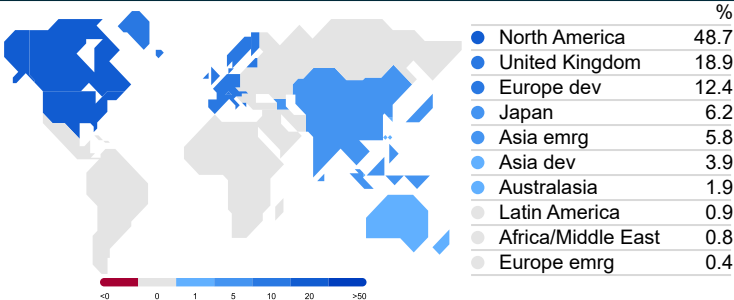 %
North America 48.7
United Kingdom 18.9
Europe dev 12.4
Japan 6.2
Asia emrg 5.8
Asia dev 3.9
Australasia 1.9
Latin America 0.9
Africa/Middle East 0.8
Europe emrg 0.4
<0 0 1 5 10 20 >50